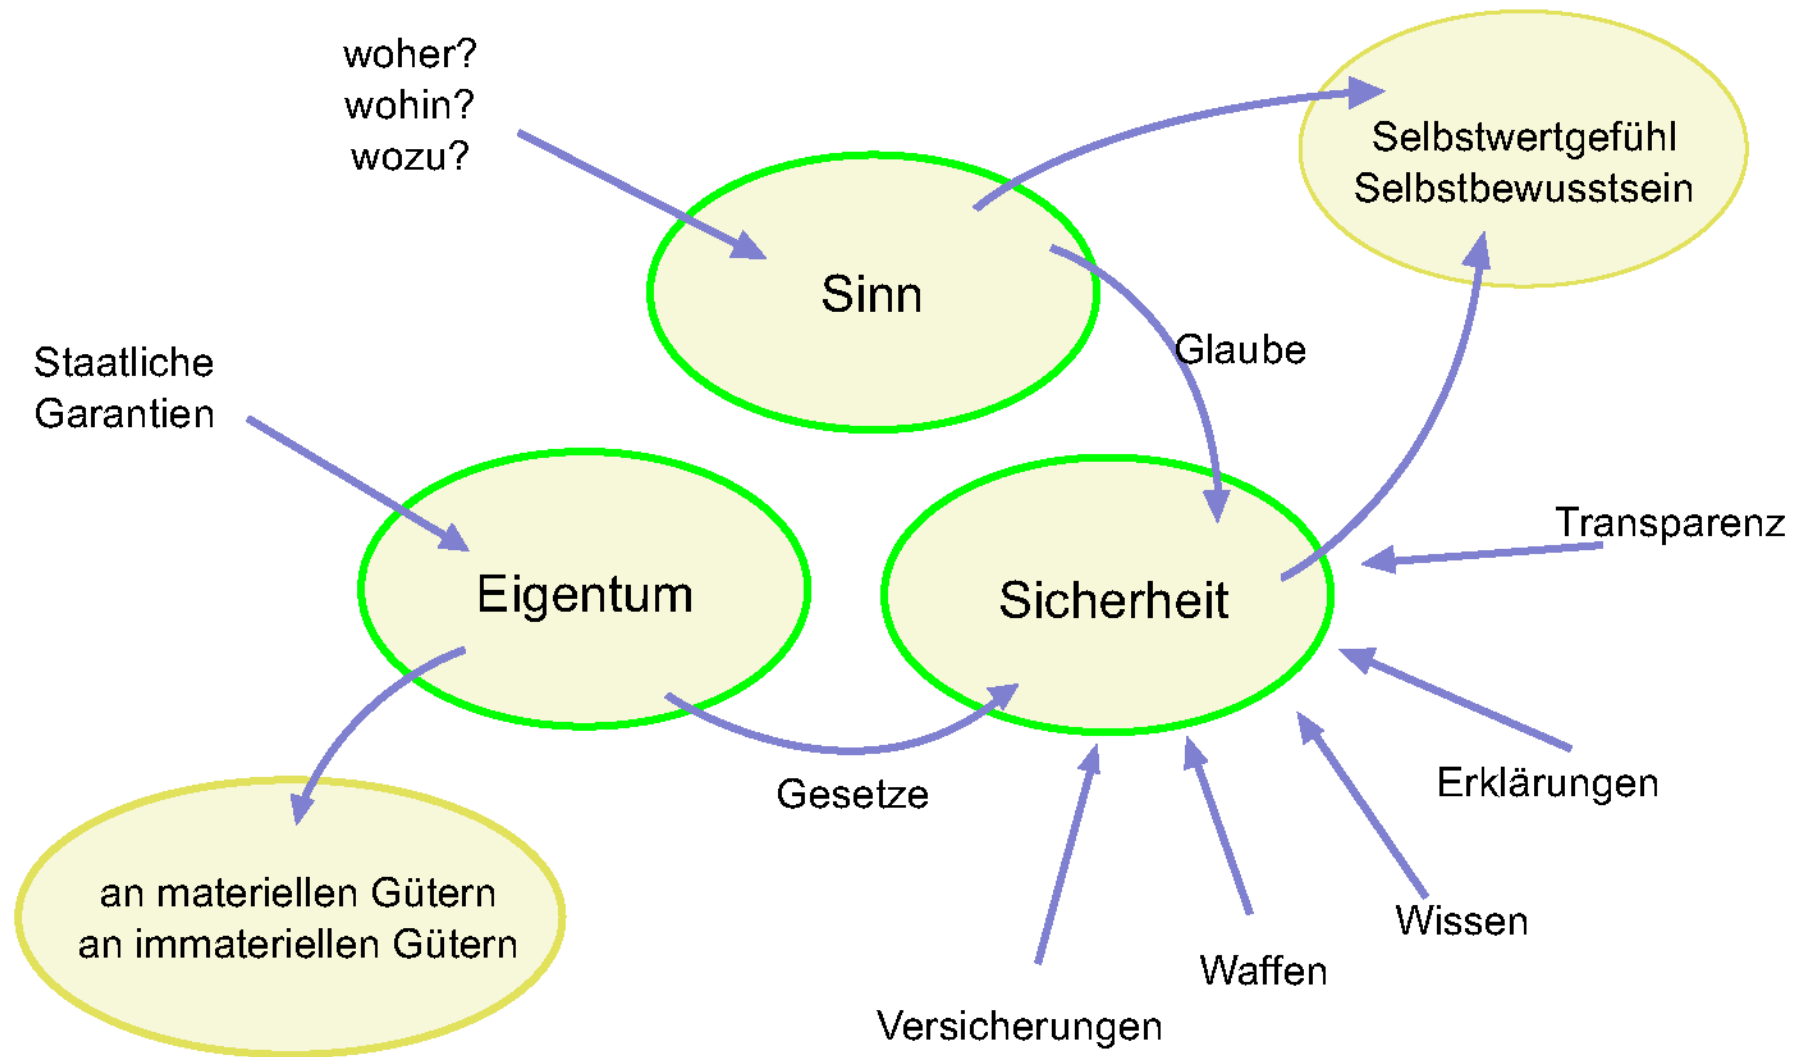 woher?
wohin?
wozu?
Selbstwertgefühl
Selbstbewusstsein
Sinn
Glaube
Staatliche
Garantien
Transparenz
Eigentum
Sicherheit
Gesetze
Erklärungen
an materiellen Gütern
an immateriellen Gütern
Wissen
Waffen
Versicherungen